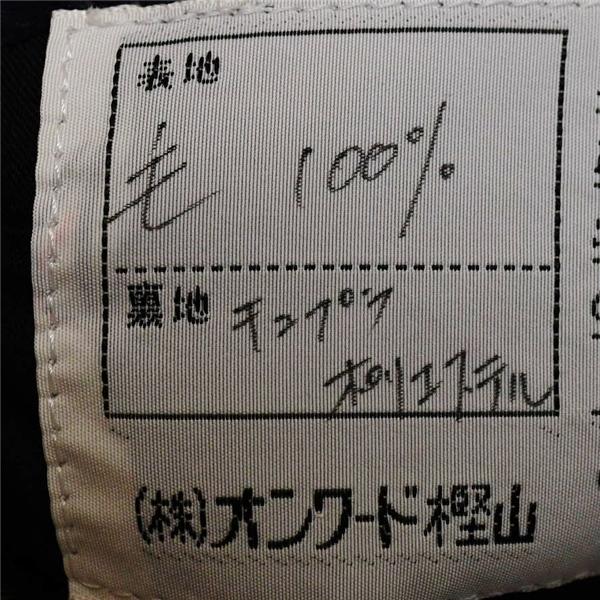 表地
毛 100%
裏地 キュプラ
ポリエステル
(株)オンワード樫山